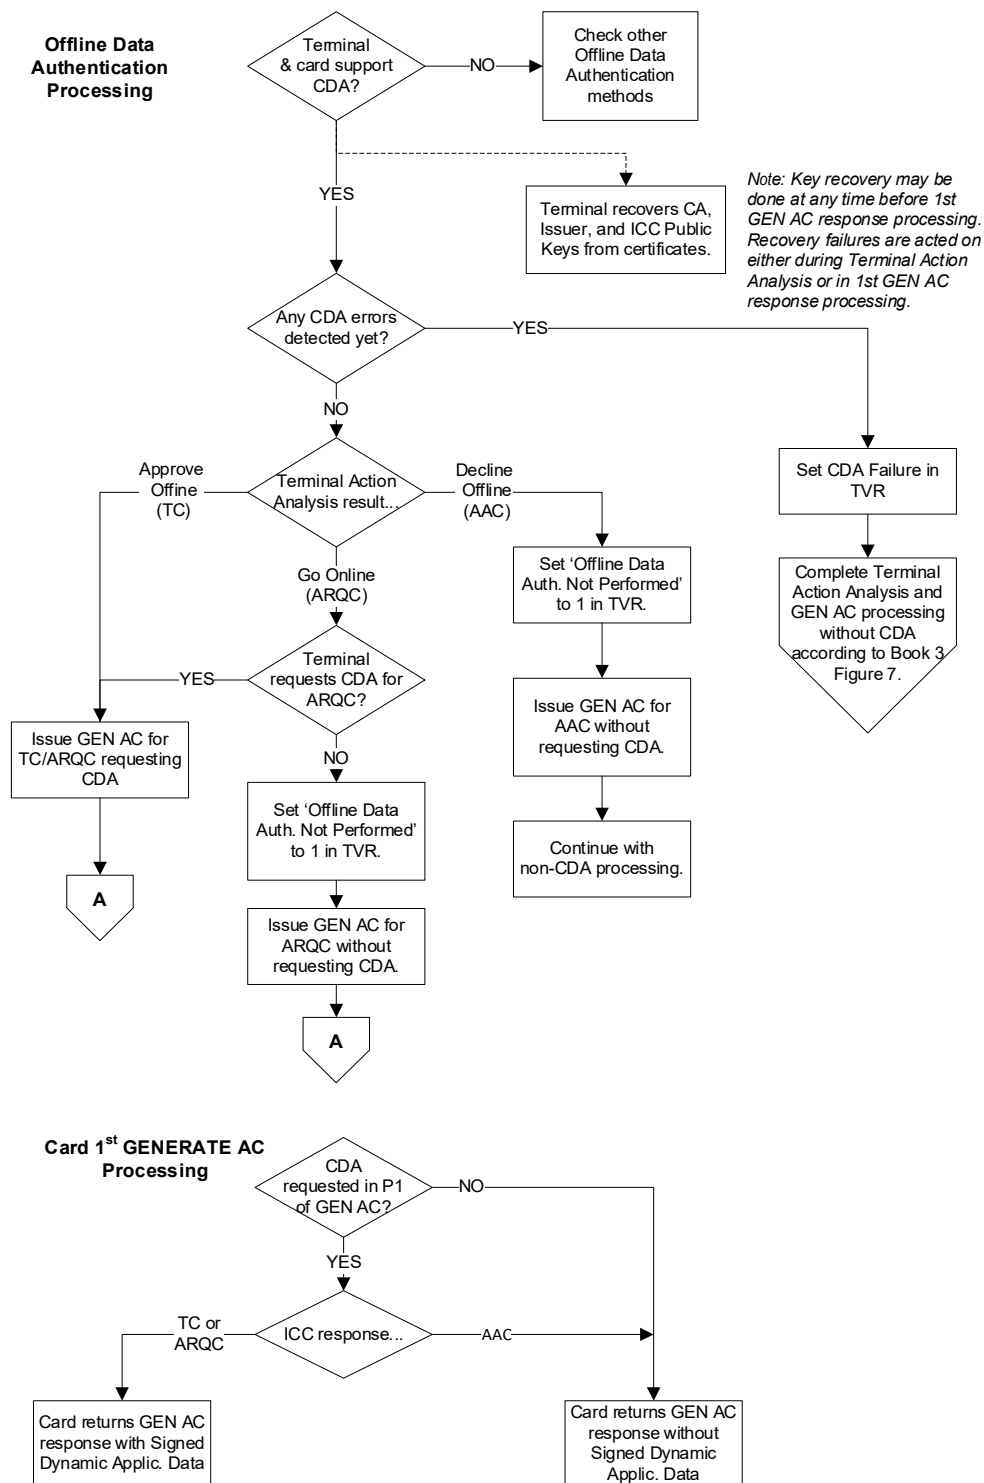 Offline Data
Authentication
Processing
Terminal
& card support
CDA?
NO
Check other
Offline Data
Authentication
methods
YES
Terminal recovers CA,
Issuer, and ICC Public
Keys from certificates.
Note: Key recovery may be
done at any time before 1st
GEN AC response processing.
Recovery failures are acted on
either during Terminal Action
Analysis or in 1st GEN AC
response processing.
Any CDA errors
detected yet?
YES
NO
Set CDA Failure in
TVR
Complete Terminal
Action Analysis and
GEN AC processing
without CDA
according to Book 3
Figure 7.
Terminal Action
Analysis result...
Approve
Offine
(TC)
Decline
Offline
(AAC)
Go Online
(ARQC)
Set ‘Offline Data
Auth. Not Performed’
to 1 in TVR.
Issue GEN AC for
AAC without
requesting CDA.
Continue with
non-CDA processing.
Terminal
requests CDA for
ARQC?
YES
Issue GEN AC for
TC/ARQC requesting
CDA
A
NO
Set ‘Offline Data
Auth. Not Performed’
to 1 in TVR.
Issue GEN AC for
ARQC without
requesting CDA.
A
Card 1st GENERATE AC
Processing
CDA
requested in P1
of GEN AC?
NO
YES
ICC response...
TC or
ARQC
AAC
Card returns GEN AC
response with Signed
Dynamic Applic. Data
Card returns GEN AC
response without
Signed Dynamic
Applic. Data